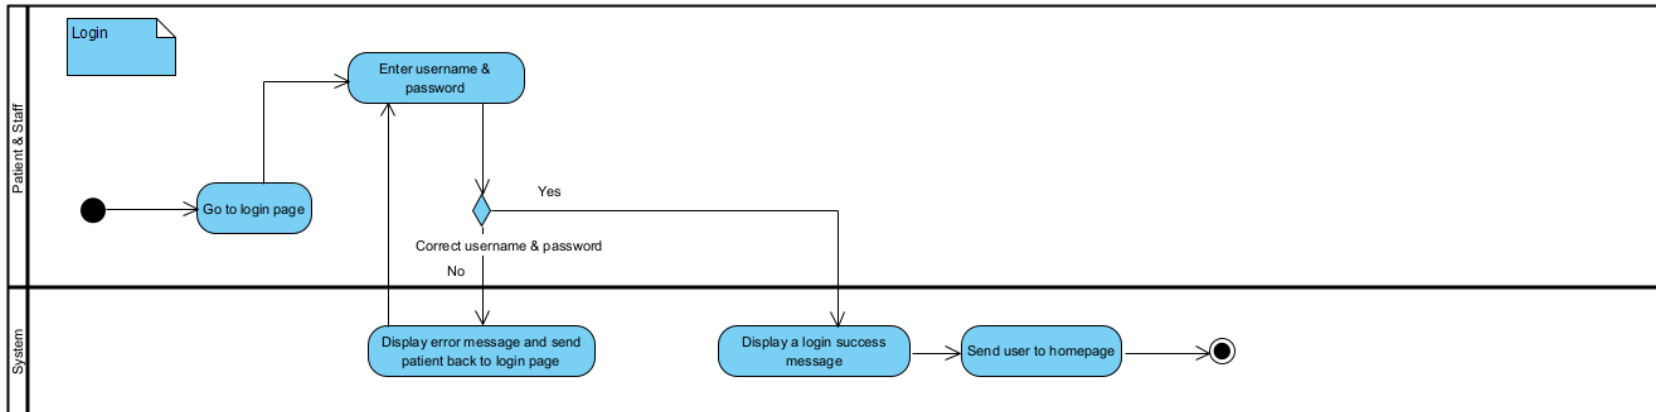 Login
Patient & Staff
Enter username &
password
Go to login page
Yes
Correct username & password
No
System
Display error message and send
patient back to login page
Display a login success
message
Send user to homepage